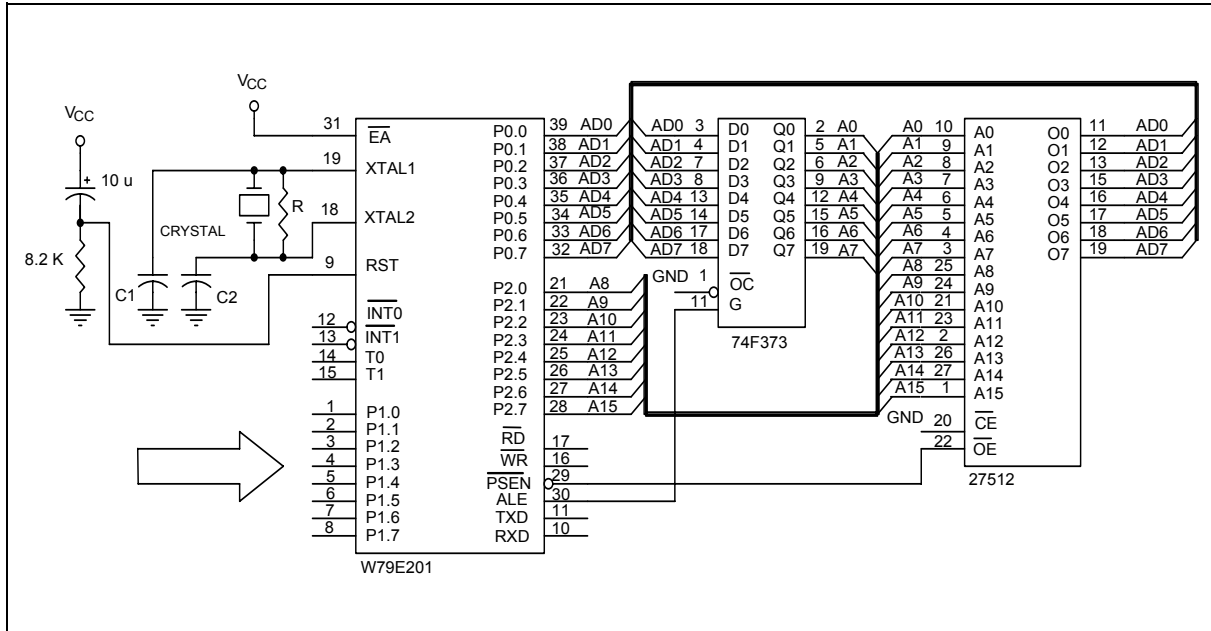 VCC
VCC
10 u
8.2 K
C1
C2
CRYSTAL
R
31 EA
19 XTAL1
18 XTAL2
9 RST
12 INT0
13 INT1
14 T0
15 T1
1 P1.0
2 P1.1
3 P1.2
4 P1.3
5 P1.4
6 P1.5
7 P1.6
8 P1.7
P0.0 39 AD0
P0.1 38 AD1
P0.2 37 AD2
P0.3 36 AD3
P0.4 35 AD4
P0.5 34 AD5
P0.6 33 AD6
P0.7 32 AD7
P2.0 21 A8
P2.1 22 A9
P2.2 23 A10
P2.3 24 A11
P2.4 25 A12
P2.5 26 A13
P2.6 27 A14
P2.7 28 A15
RD 17
WR 16
PSEN 29
ALE 30
TXD 11
RXD 10
W79E201
AD0 3 D0 Q0 2 A0
AD1 4 D1 Q1 5 A1
AD2 7 D2 Q2 6 A2
AD3 8 D3 Q3 9 A3
AD4 13 D4 Q4 12 A4
AD5 14 D5 Q5 15 A5
AD6 17 D6 Q6 16 A6
AD7 18 D7 Q7 19 A7
GND 1 OC
11 G
74F373
A0 10 A0 O0 11 AD0
A1 9 A1 O1 12 AD1
A2 8 A2 O2 13 AD2
A3 7 A3 O3 15 AD3
A4 6 A4 O4 16 AD4
A5 5 A5 O5 17 AD5
A6 4 A6 O6 18 AD6
A7 3 A7 O7 19 AD7
A8 25 A8
A9 24 A9
A10 21 A10
A11 23 A11
A12 2 A12
A13 26 A13
A14 27 A14
A15 1 A15
GND 20 CE
22 OE
27512